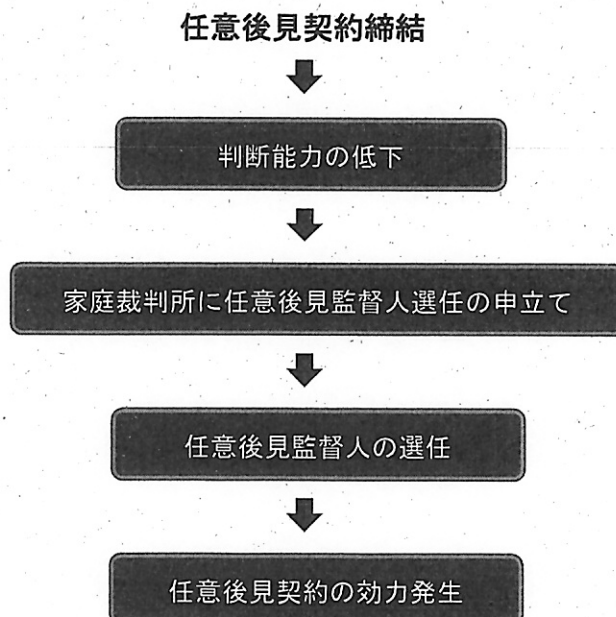 任意後見契約締結
判断能力の低下
家庭裁判所に任意後見監督人選任の申立て
任意後見監督人の選任
任意後見契約の効力発生